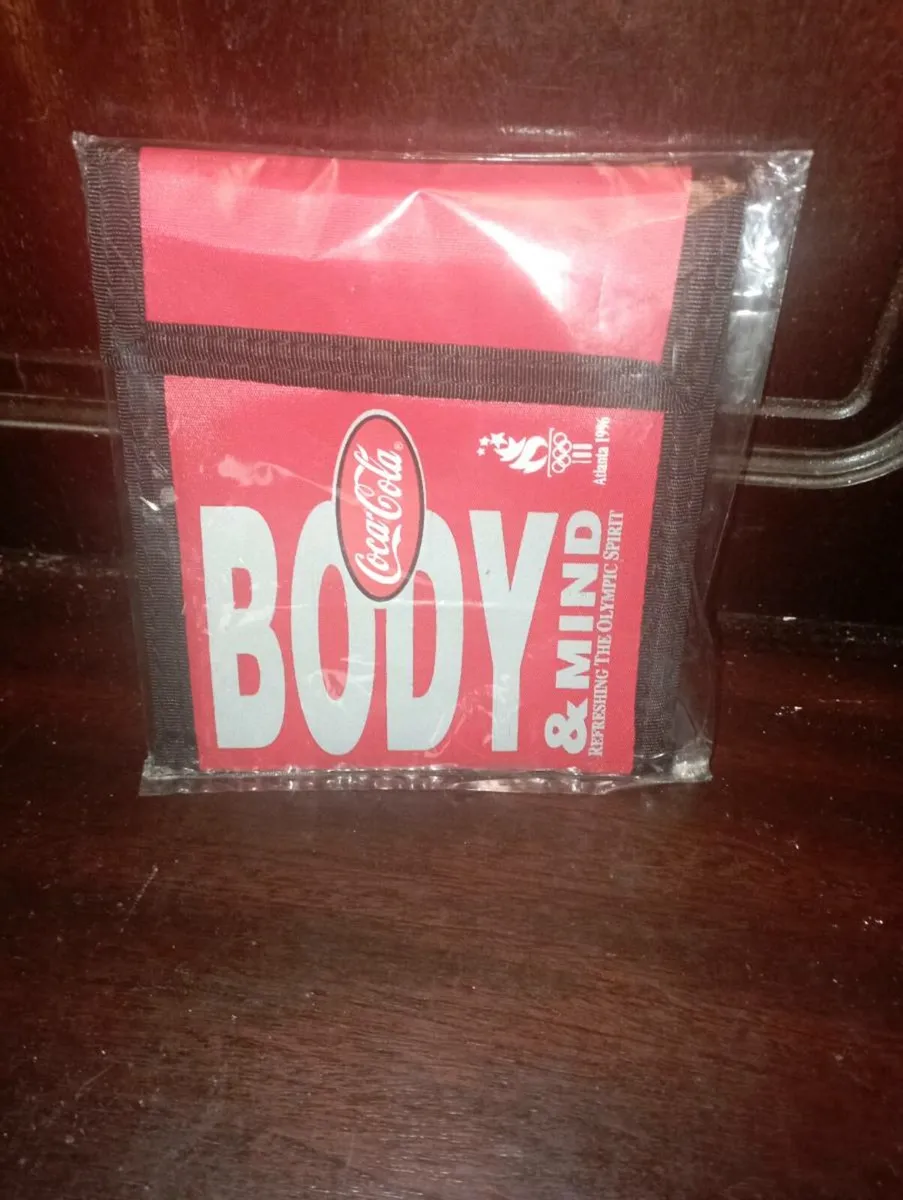 Coca-Cola®
BODY
& MIND
REFRESHING THE OLYMPIC SPIRIT
Atlanta 1996